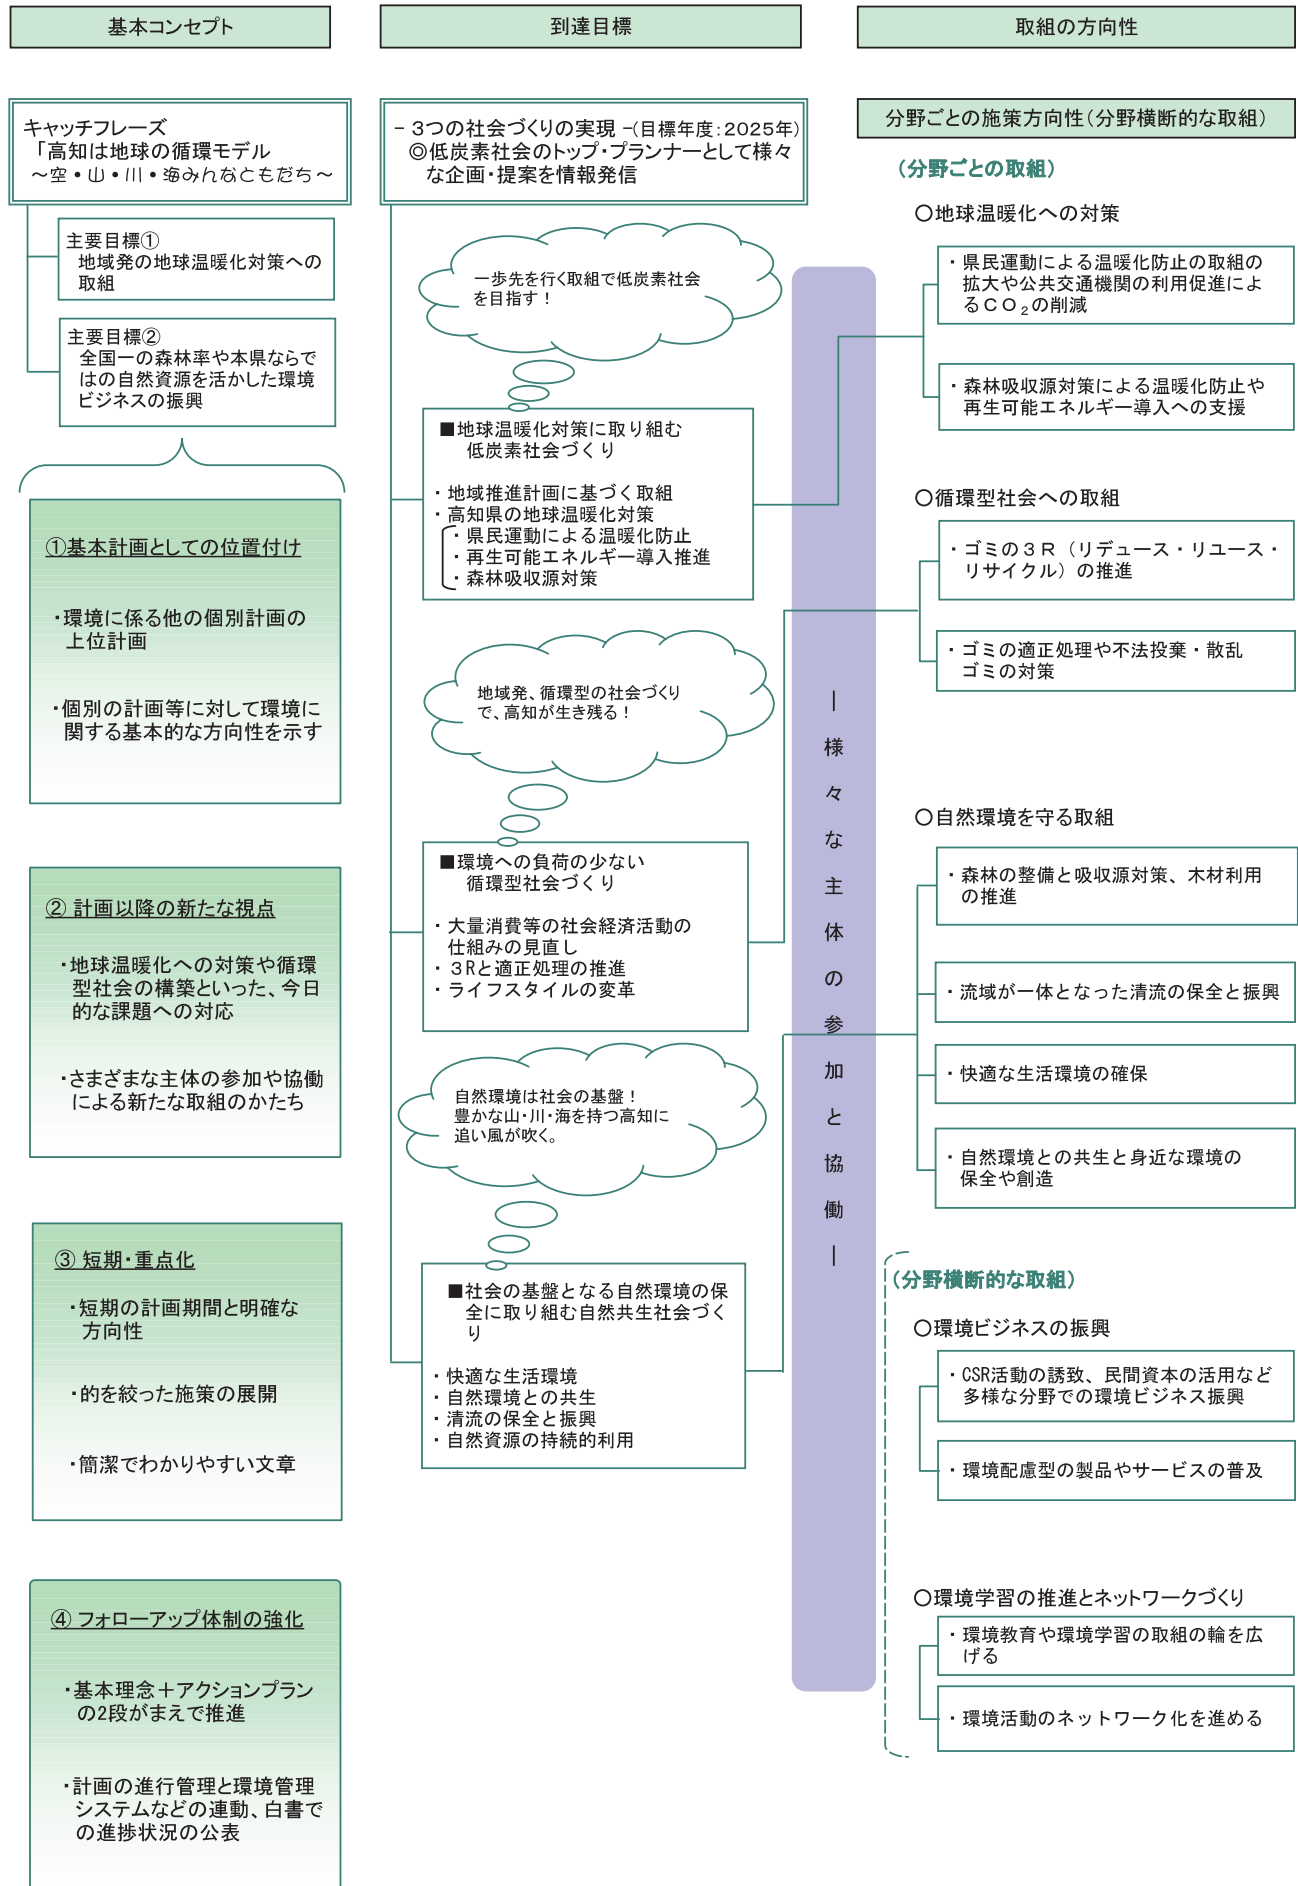 基本コンセプト
キャッチフレーズ
「高知は地球の循環モデル
～空・山・川・海みんなともだち～
主要目標①
地域発の地球温暖化対策への
取組
主要目標②
全国一の森林率や本県ならで
はの自然資源を活かした環境
ビジネスの振興
①基本計画としての位置付け
・環境に係る他の個別計画の
上位計画
・個別の計画等に対して環境に
関する基本的な方向性を示す
② 計画以降の新たな視点
・地球温暖化への対策や循環
型社会の構築といった、今日
的な課題への対応
・さまざまな主体の参加や協働
による新たな取組のかたち
③ 短期・重点化
・短期の計画期間と明確な
方向性
・的を絞った施策の展開
・簡潔でわかりやすい文章
④ フォローアップ体制の強化
・基本理念＋アクションプラン
の2段がまえで推進
・計画の進行管理と環境管理
システムなどの連動、白書で
の進捗状況の公表
到達目標
- 3つの社会づくりの実現 -(目標年度：2025年)
◎低炭素社会のトップ・プランナーとして様々
な企画・提案を情報発信
一歩先を行く取組で低炭素社会
を目指す！
■地球温暖化対策に取り組む
低炭素社会づくり
・地域推進計画に基づく取組
・高知県の地球温暖化対策
・県民運動による温暖化防止
・再生可能エネルギー導入推進
・森林吸収源対策
地域発、循環型の社会づくり
で、高知が生き残る！
■環境への負荷の少ない
循環型社会づくり
・大量消費等の社会経済活動の
仕組みの見直し
・３Rと適正処理の推進
・ライフスタイルの変革
自然環境は社会の基盤！
豊かな山・川・海を持つ高知に
追い風が吹く。
■社会の基盤となる自然環境の保
全に取り組む自然共生社会づく
り
・快適な生活環境
・自然環境との共生
・清流の保全と振興
・自然資源の持続的利用
―様々な主体の参加と協働―
取組の方向性
分野ごとの施策方向性（分野横断的な取組）
（分野ごとの取組）
○地球温暖化への対策
・県民運動による温暖化防止の取組の
拡大や公共交通機関の利用促進によ
るＣＯ₂の削減
・森林吸収源対策による温暖化防止や
再生可能エネルギー導入への支援
○循環型社会への取組
・ゴミの３Ｒ（リデュース・リユース・
リサイクル）の推進
・ゴミの適正処理や不法投棄・散乱
ゴミの対策
○自然環境を守る取組
・森林の整備と吸収源対策、木材利用
の推進
・流域が一体となった清流の保全と振興
・快適な生活環境の確保
・自然環境との共生と身近な環境の
保全や創造
（分野横断的な取組）
○環境ビジネスの振興
・CSR活動の誘致、民間資本の活用など
多様な分野での環境ビジネス振興
・環境配慮型の製品やサービスの普及
○環境学習の推進とネットワークづくり
・環境教育や環境学習の取組の輪を広
げる
・環境活動のネットワーク化を進める